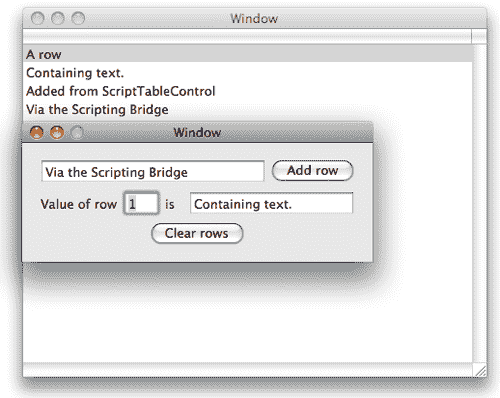 Window
A row
Containing text.
Added from ScriptTableControl
Via the Scripting Bridge
Window
Via the Scripting Bridge Add row
Value of row 1 is Containing text.
Clear rows